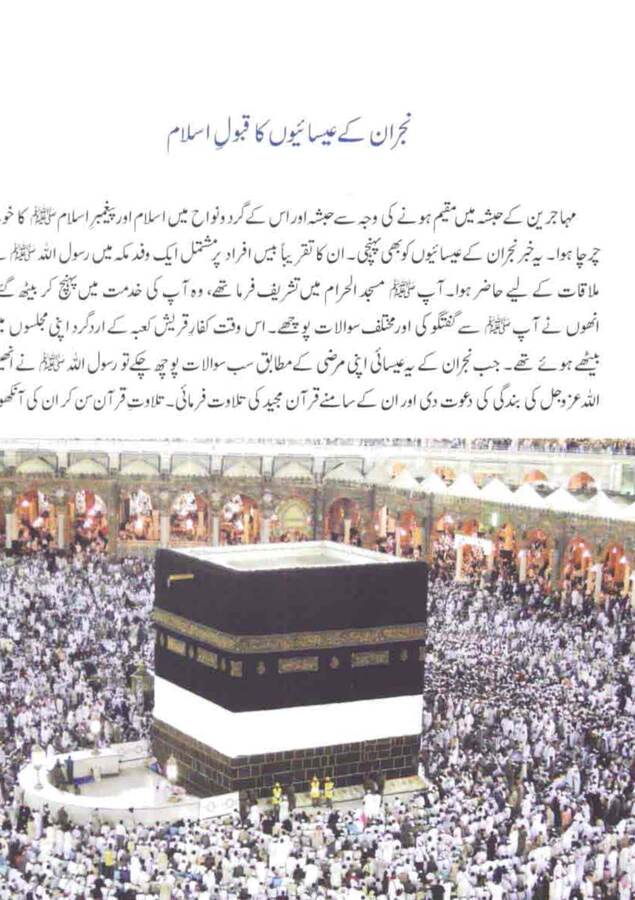 نجران کے عیسائیوں کا قبولِ اسلام
مہاجرین کے حبشہ میں مقیم ہونے کی وجہ سے حبشہ اور اس کے گرد و نواح میں اسلام اور پیغمبرِ اسلام ﷺ کا
چرچا ہوا۔ یہ خبر نجران کے عیسائیوں کو بھی پہنچی۔ ان کا تقریباً بیس افراد پر مشتمل ایک وفد مکہ میں رسول اللہ ﷺ
ملاقات کے لیے حاضر ہوا۔ آپ ﷺ مسجد الحرام میں تشریف فرما تھے، وہ آپ کی خدمت میں پہنچ کر بیٹھ گئے
انھوں نے آپ ﷺ سے گفتگو کی اور مختلف سوالات پوچھے۔ اس وقت کفارِ قریش کعبہ کے اردگرد اپنی مجلسوں
بیٹھے ہوئے تھے۔ جب نجران کے یہ عیسائی اپنی مرضی کے مطابق سب سوالات پوچھ چکے تو رسول اللہ ﷺ نے
اللہ عزوجل کی بندگی کی دعوت دی اور ان کے سامنے قرآن مجید کی تلاوت فرمائی۔ تلاوتِ قرآن سن کر ان کی